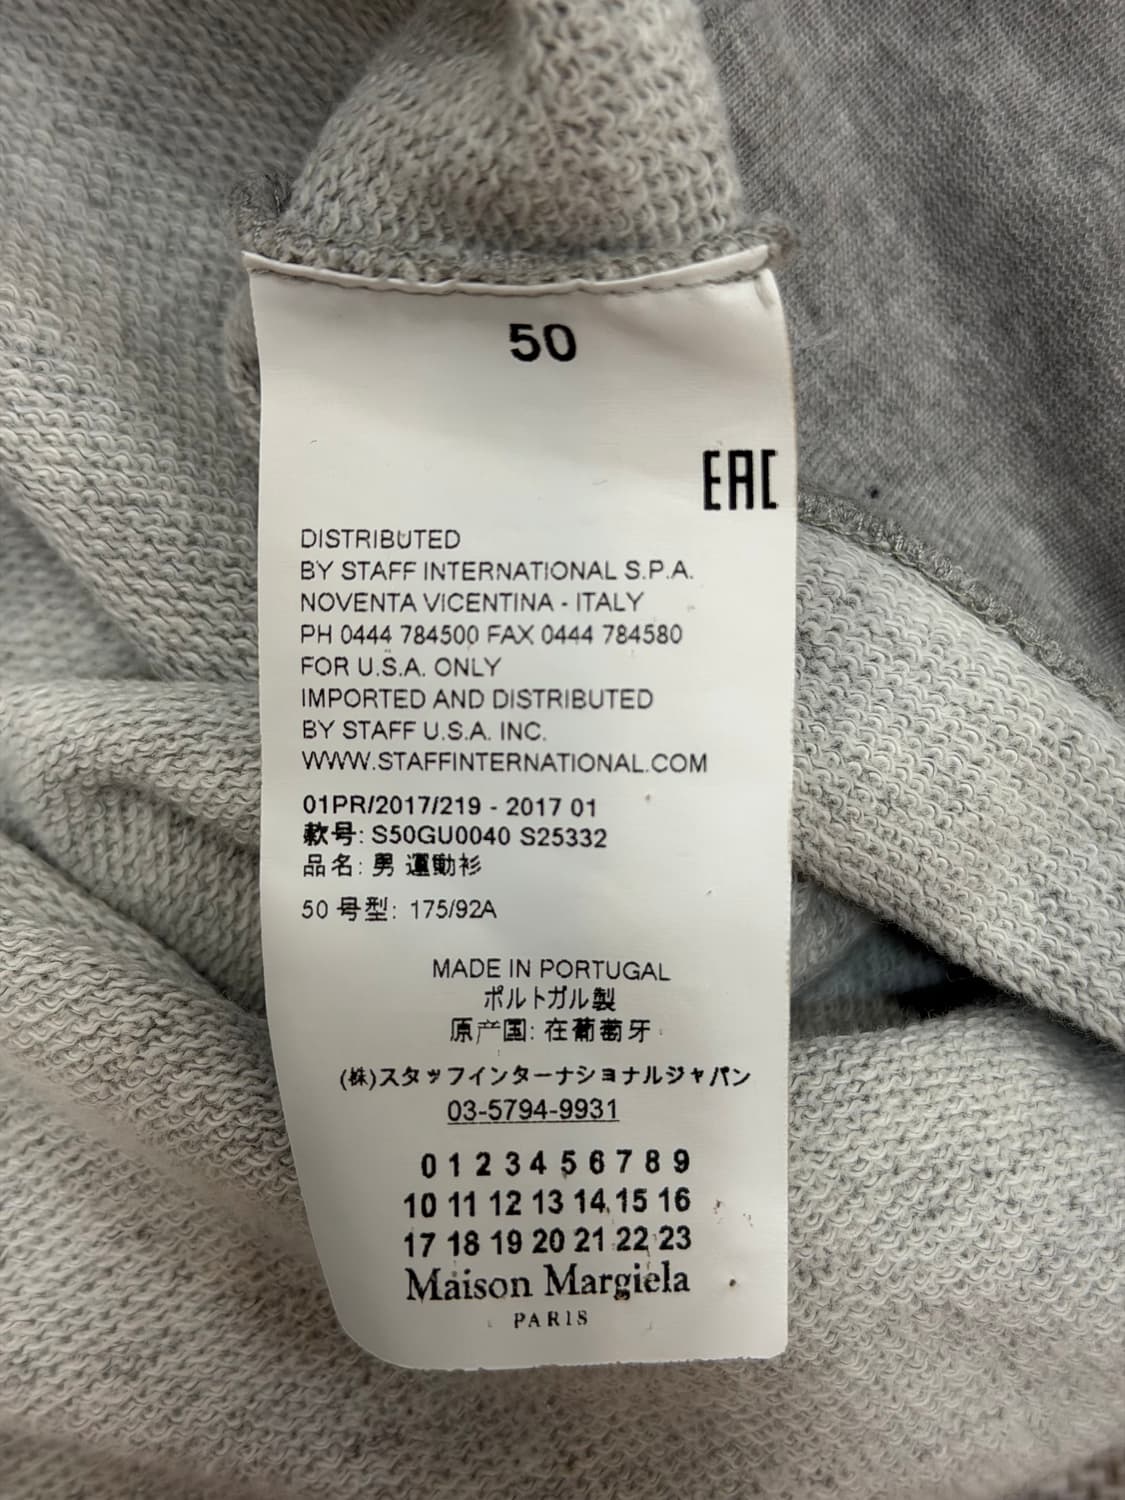 50
EAC
DISTRIBUTED
BY STAFF INTERNATIONAL S.P.A.
NOVENTA VICENTINA - ITALY
PH 0444 784500 FAX 0444 784580
FOR U.S.A. ONLY
IMPORTED AND DISTRIBUTED
BY STAFF U.S.A. INC.
WWW.STAFFINTERNATIONAL.COM
01PR/2017/219 - 2017 01
款号: S50GU0040 S25332
品名: 男 運動衫
50 号型: 175/92A
MADE IN PORTUGAL
ポルトガル製
原产国: 在葡萄牙
(株)スタッフインターナショナルジャパン
03-5794-9931
0 1 2 3 4 5 6 7 8 9
10 11 12 13 14 15 16
17 18 19 20 21 22 23
Maison Margiela
PARIS